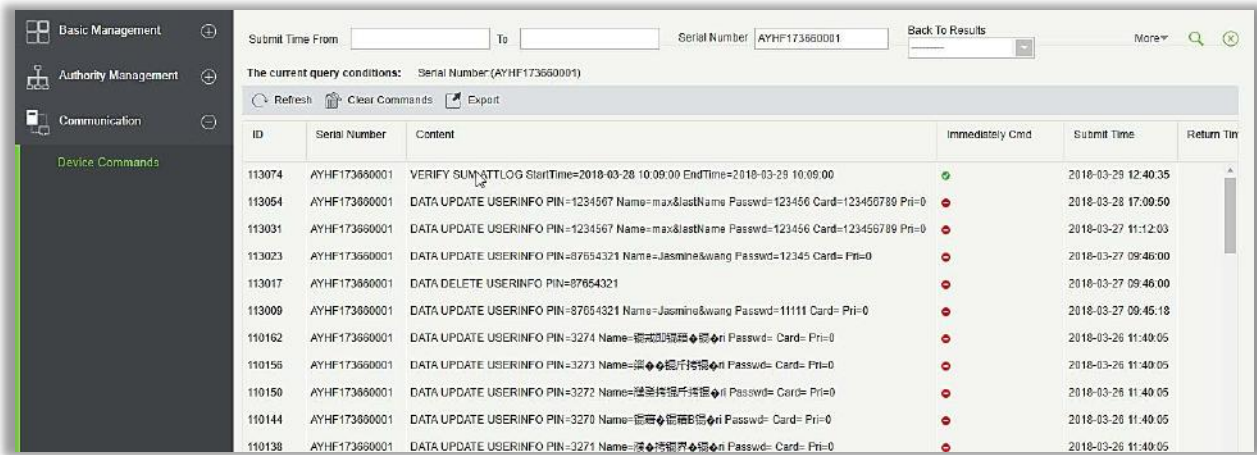 Basic Management
Authority Management
Communication
Device Commands
Submit Time From To Serial Number AYHF173660001 Back To Results ---------- More
The current query conditions: Serial Number:(AYHF173660001)
Refresh Clear Commands Export
ID Serial Number Content Immediately Cmd Submit Time Return Tim
113074 AYHF173660001 VERIFY SUM ATTLOG StartTime=2018-03-28 10:09:00 EndTime=2018-03-29 10:09:00 2018-03-29 12:40:35
113054 AYHF173660001 DATA UPDATE USERINFO PIN=1234567 Name=max&lastName Passwd=123456 Card=123456789 Pri=0 2018-03-28 17:09:50
113031 AYHF173660001 DATA UPDATE USERINFO PIN=1234567 Name=max&lastName Passwd=123456 Card=123456789 Pri=0 2018-03-27 11:12:03
113023 AYHF173660001 DATA UPDATE USERINFO PIN=87654321 Name=Jasmine&wang Passwd=12345 Card= Pri=0 2018-03-27 09:46:00
113017 AYHF173660001 DATA DELETE USERINFO PIN=87654321 2018-03-27 09:46:00
113009 AYHF173660001 DATA UPDATE USERINFO PIN=87654321 Name=Jasmine&wang Passwd=11111 Card= Pri=0 2018-03-27 09:45:18
110162 AYHF173660001 DATA UPDATE USERINFO PIN=3274 Passwd= Card= Pri=0 2018-03-26 11:40:05
110156 AYHF173660001 DATA UPDATE USERINFO PIN=3273 Passwd= Card= Pri=0 2018-03-26 11:40:05
110150 AYHF173660001 DATA UPDATE USERINFO PIN=3272 Passwd= Card= Pri=0 2018-03-26 11:40:05
110144 AYHF173660001 DATA UPDATE USERINFO PIN=3270 Passwd= Card= Pri=0 2018-03-26 11:40:05
110138 AYHF173660001 DATA UPDATE USERINFO PIN=3271 Passwd= Card= Pri=0 2018-03-26 11:40:05